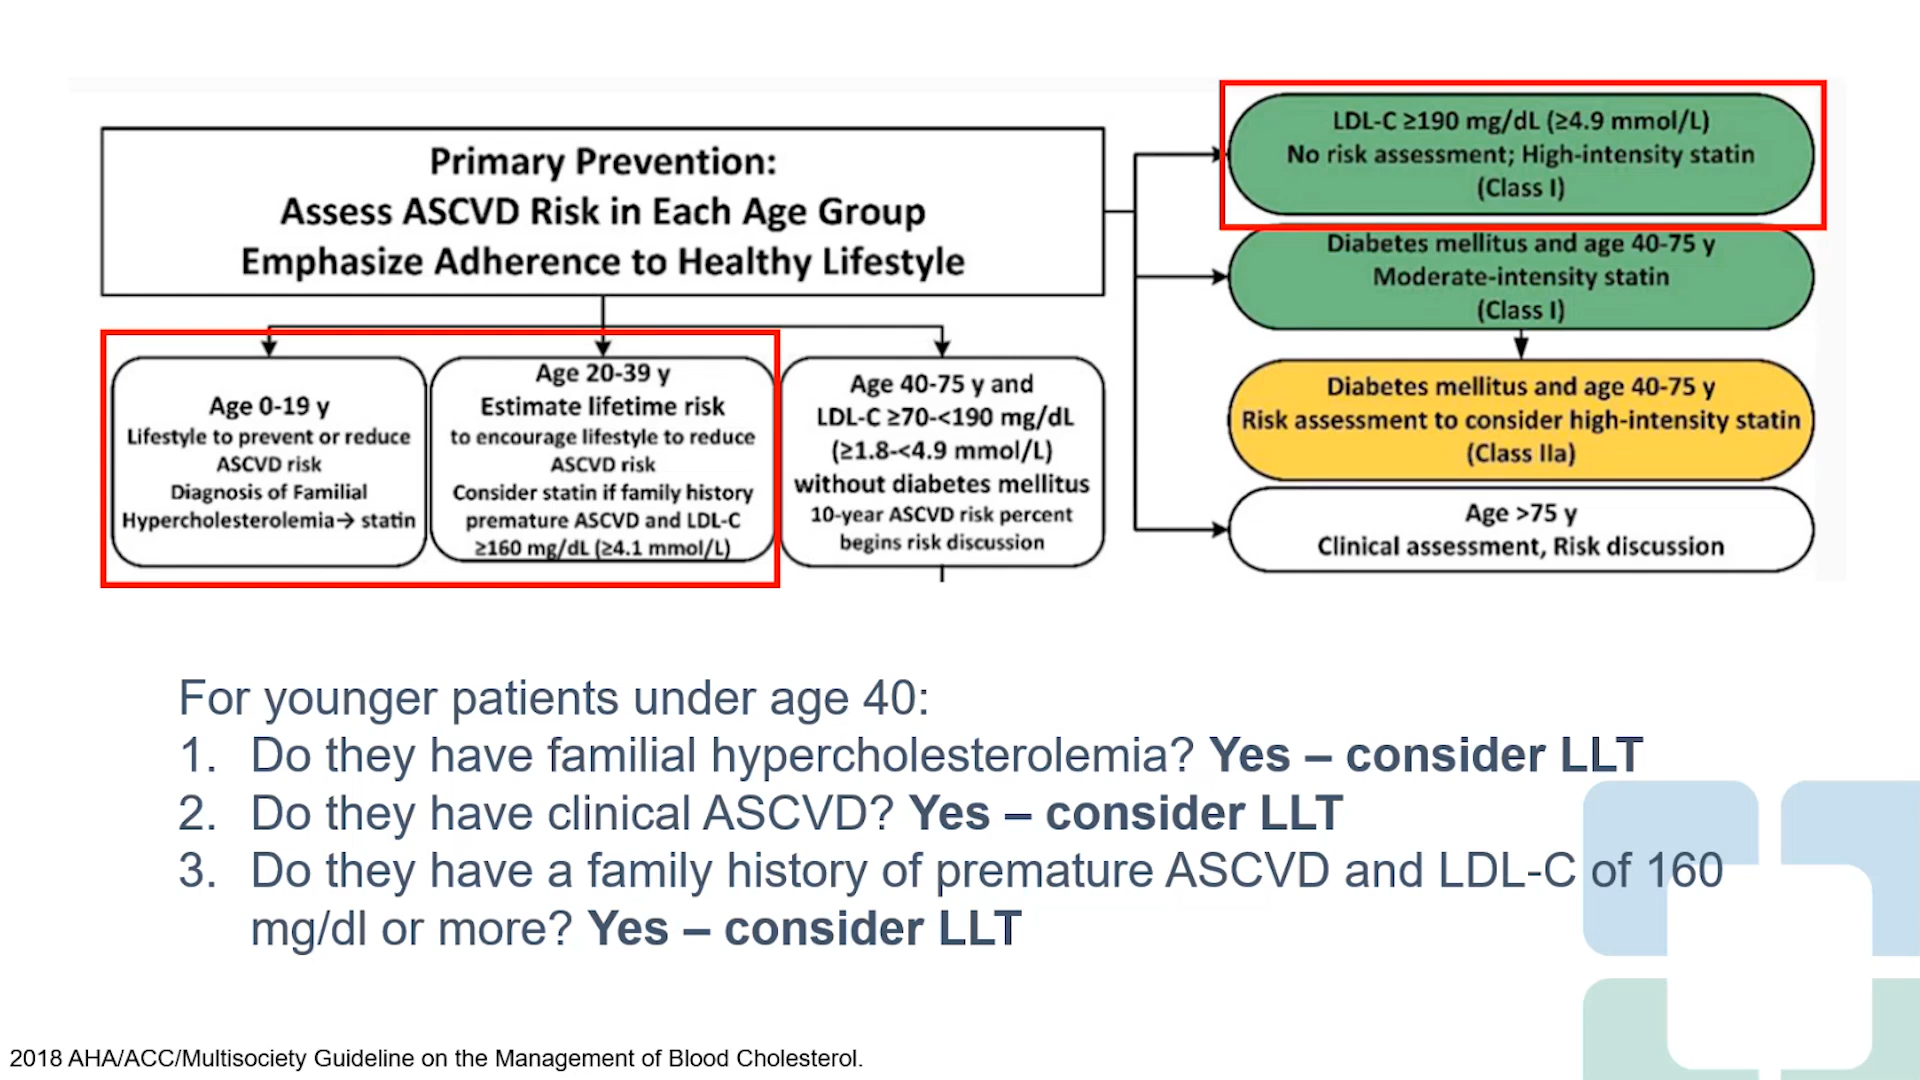 Primary Prevention:
Assess ASCVD Risk in Each Age Group
Emphasize Adherence to Healthy Lifestyle
LDL-C ≥190 mg/dL (≥4.9 mmol/L)
No risk assessment; High-intensity statin
(Class I)
Diabetes mellitus and age 40-75 y
Moderate-intensity statin
(Class I)
Diabetes mellitus and age 40-75 y
Risk assessment to consider high-intensity statin
(Class IIa)
Age >75 y
Clinical assessment, Risk discussion
Age 0-19 y
Lifestyle to prevent or reduce
ASCVD risk
Diagnosis of Familial
Hypercholesterolemia→ statin
Age 20-39 y
Estimate lifetime risk
to encourage lifestyle to reduce
ASCVD risk
Consider statin if family history
premature ASCVD and LDL-C
≥160 mg/dL (≥4.1 mmol/L)
Age 40-75 y and
LDL-C ≥70-<190 mg/dL
(≥1.8-<4.9 mmol/L)
without diabetes mellitus
10-year ASCVD risk percent
begins risk discussion
For younger patients under age 40:
1. Do they have familial hypercholesterolemia? Yes – consider LLT
2. Do they have clinical ASCVD? Yes – consider LLT
3. Do they have a family history of premature ASCVD and LDL-C of 160
mg/dl or more? Yes – consider LLT
2018 AHA/ACC/Multisociety Guideline on the Management of Blood Cholesterol.